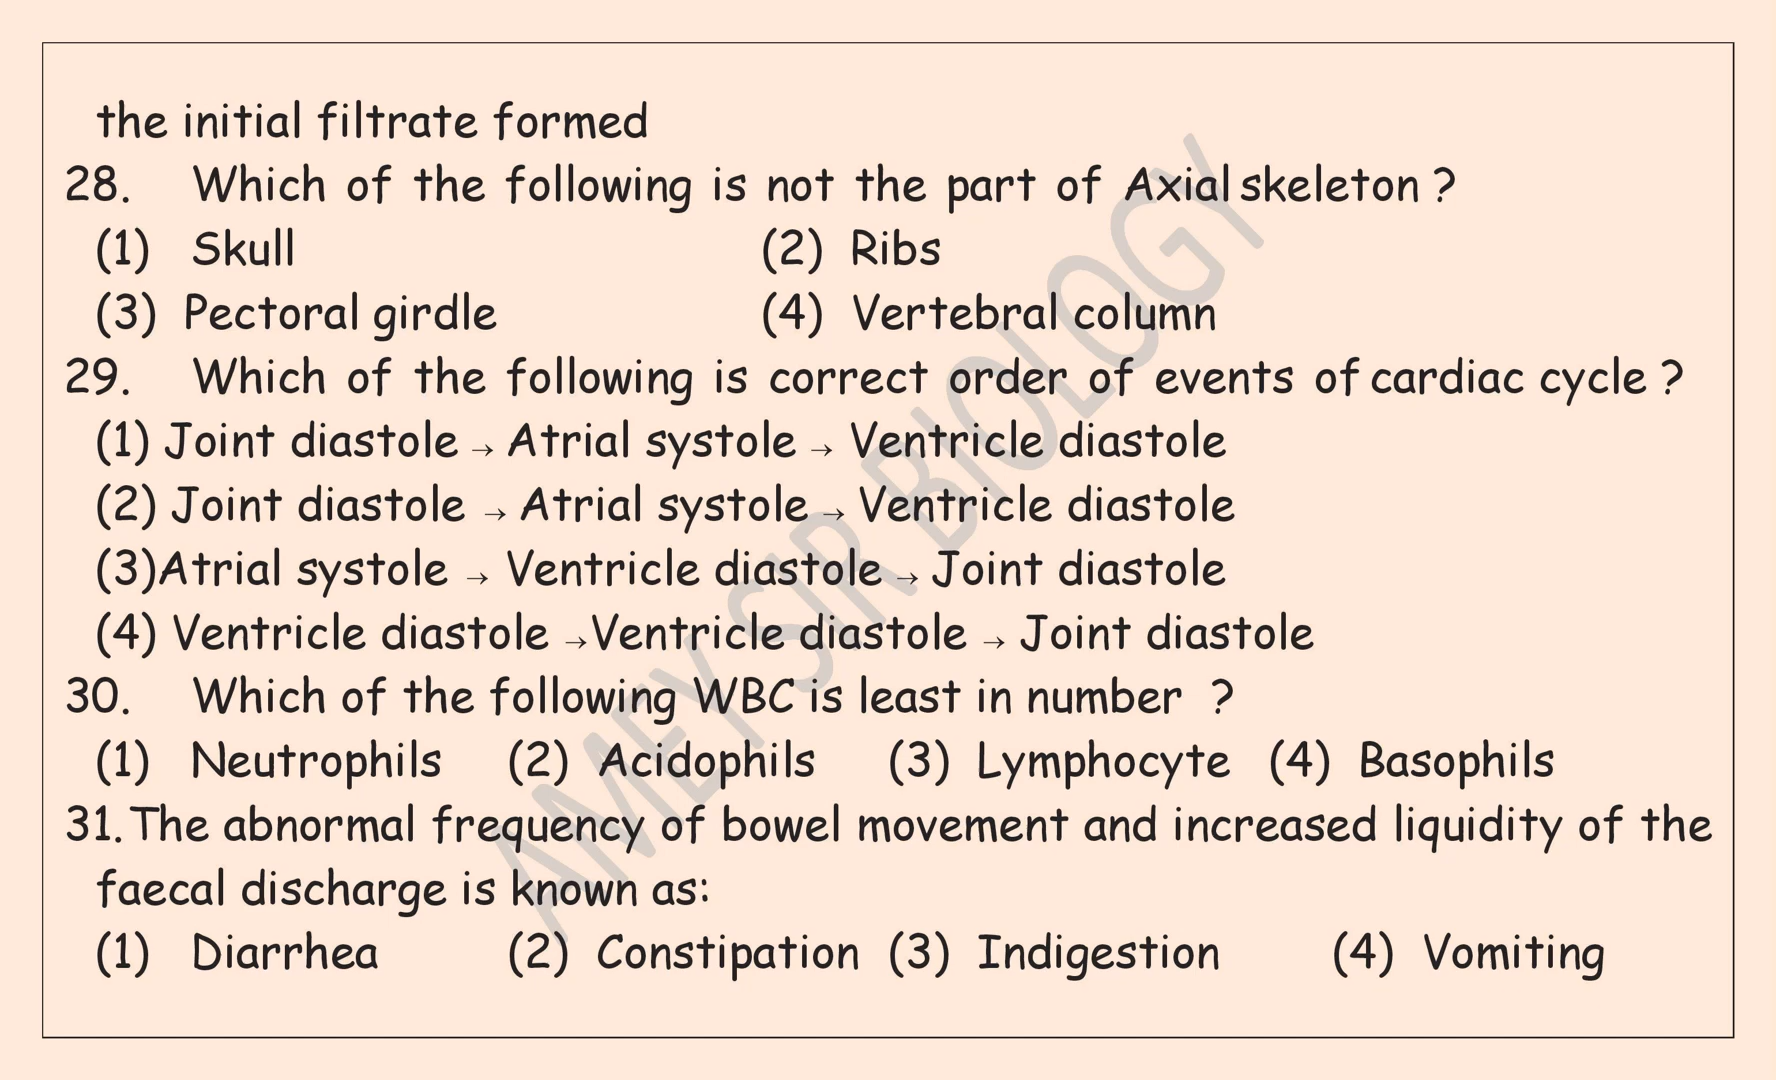 the initial filtrate formed
28. Which of the following is not the part of Axial skeleton ?
(1) Skull (2) Ribs
(3) Pectoral girdle (4) Vertebral column
29. Which of the following is correct order of events of cardiac cycle ?
(1) Joint diastole → Atrial systole → Ventricle diastole
(2) Joint diastole → Atrial systole → Ventricle diastole
(3)Atrial systole → Ventricle diastole → Joint diastole
(4) Ventricle diastole →Ventricle diastole → Joint diastole
30. Which of the following WBC is least in number ?
(1) Neutrophils (2) Acidophils (3) Lymphocyte (4) Basophils
31. The abnormal frequency of bowel movement and increased liquidity of the
faecal discharge is known as:
(1) Diarrhea (2) Constipation (3) Indigestion (4) Vomiting
AMEY SIR BIOLOGY